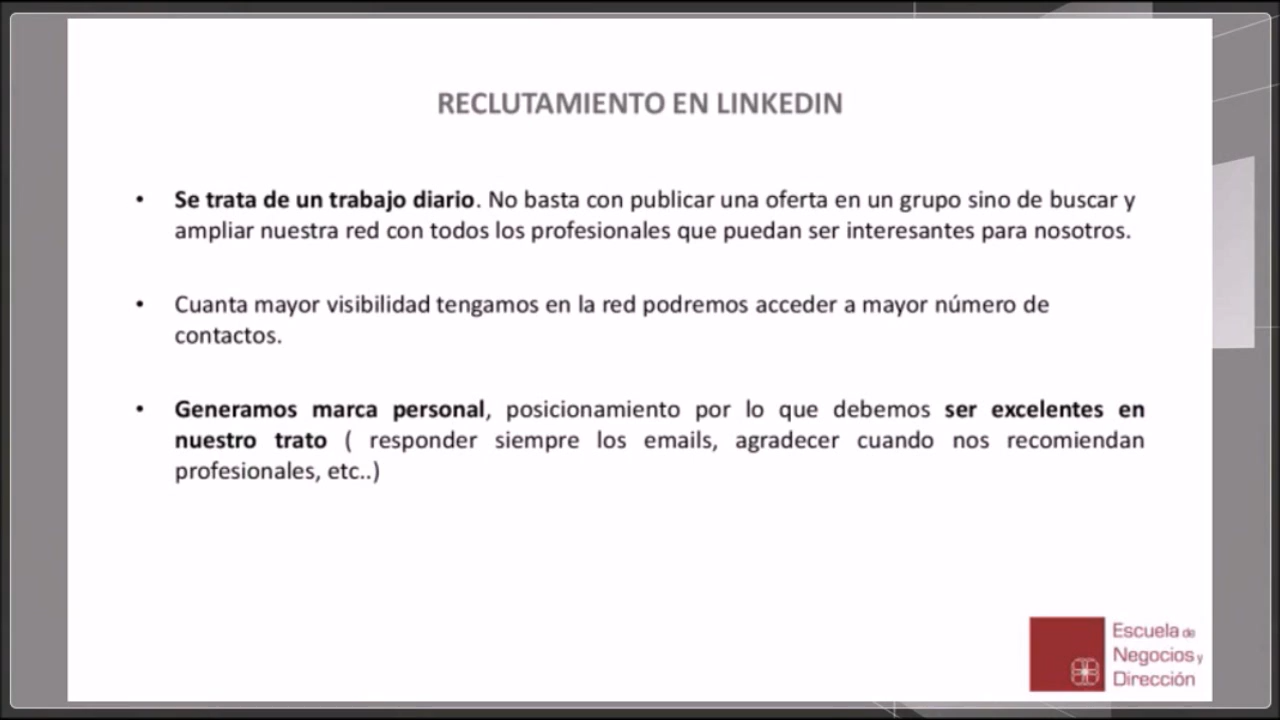 RECLUTAMIENTO EN LINKEDIN
• Se trata de un trabajo diario. No basta con publicar una oferta en un grupo sino de buscar y
ampliar nuestra red con todos los profesionales que puedan ser interesantes para nosotros.
• Cuanta mayor visibilidad tengamos en la red podremos acceder a mayor número de
contactos.
• Generamos marca personal, posicionamiento por lo que debemos ser excelentes en
nuestro trato ( responder siempre los emails, agradecer cuando nos recomiendan
profesionales, etc..)
Escuela de
Negocios y
Dirección